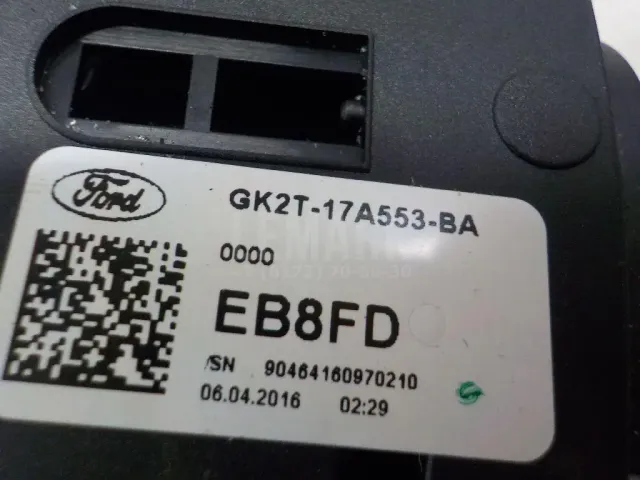 Ford
GK2T-17A553-BA
0000
EB8FD
/SN 90464160970210
06.04.2016 02:29